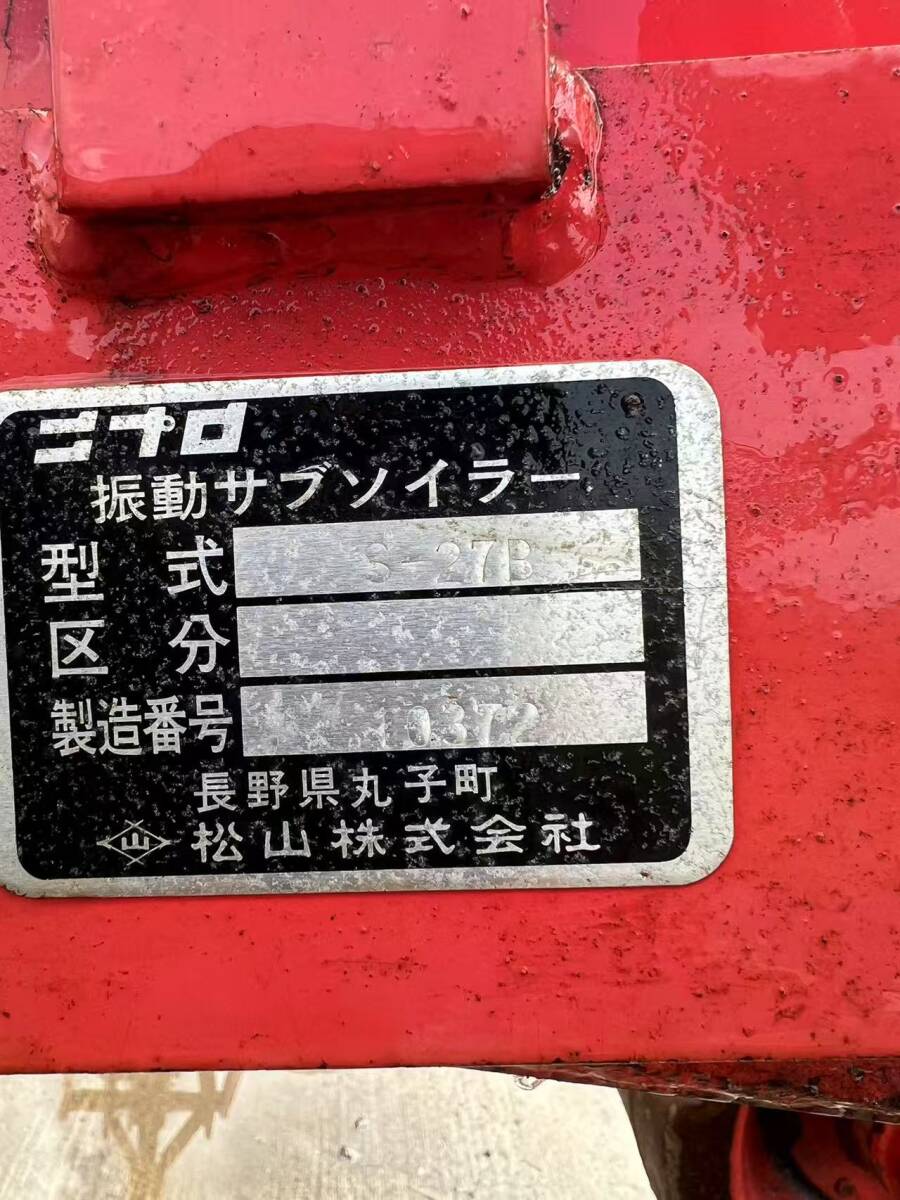 ニプロ
振動サブソイラー
型式 S-27B
区分
製造番号 10372
長野県丸子町
山 松山株式会社